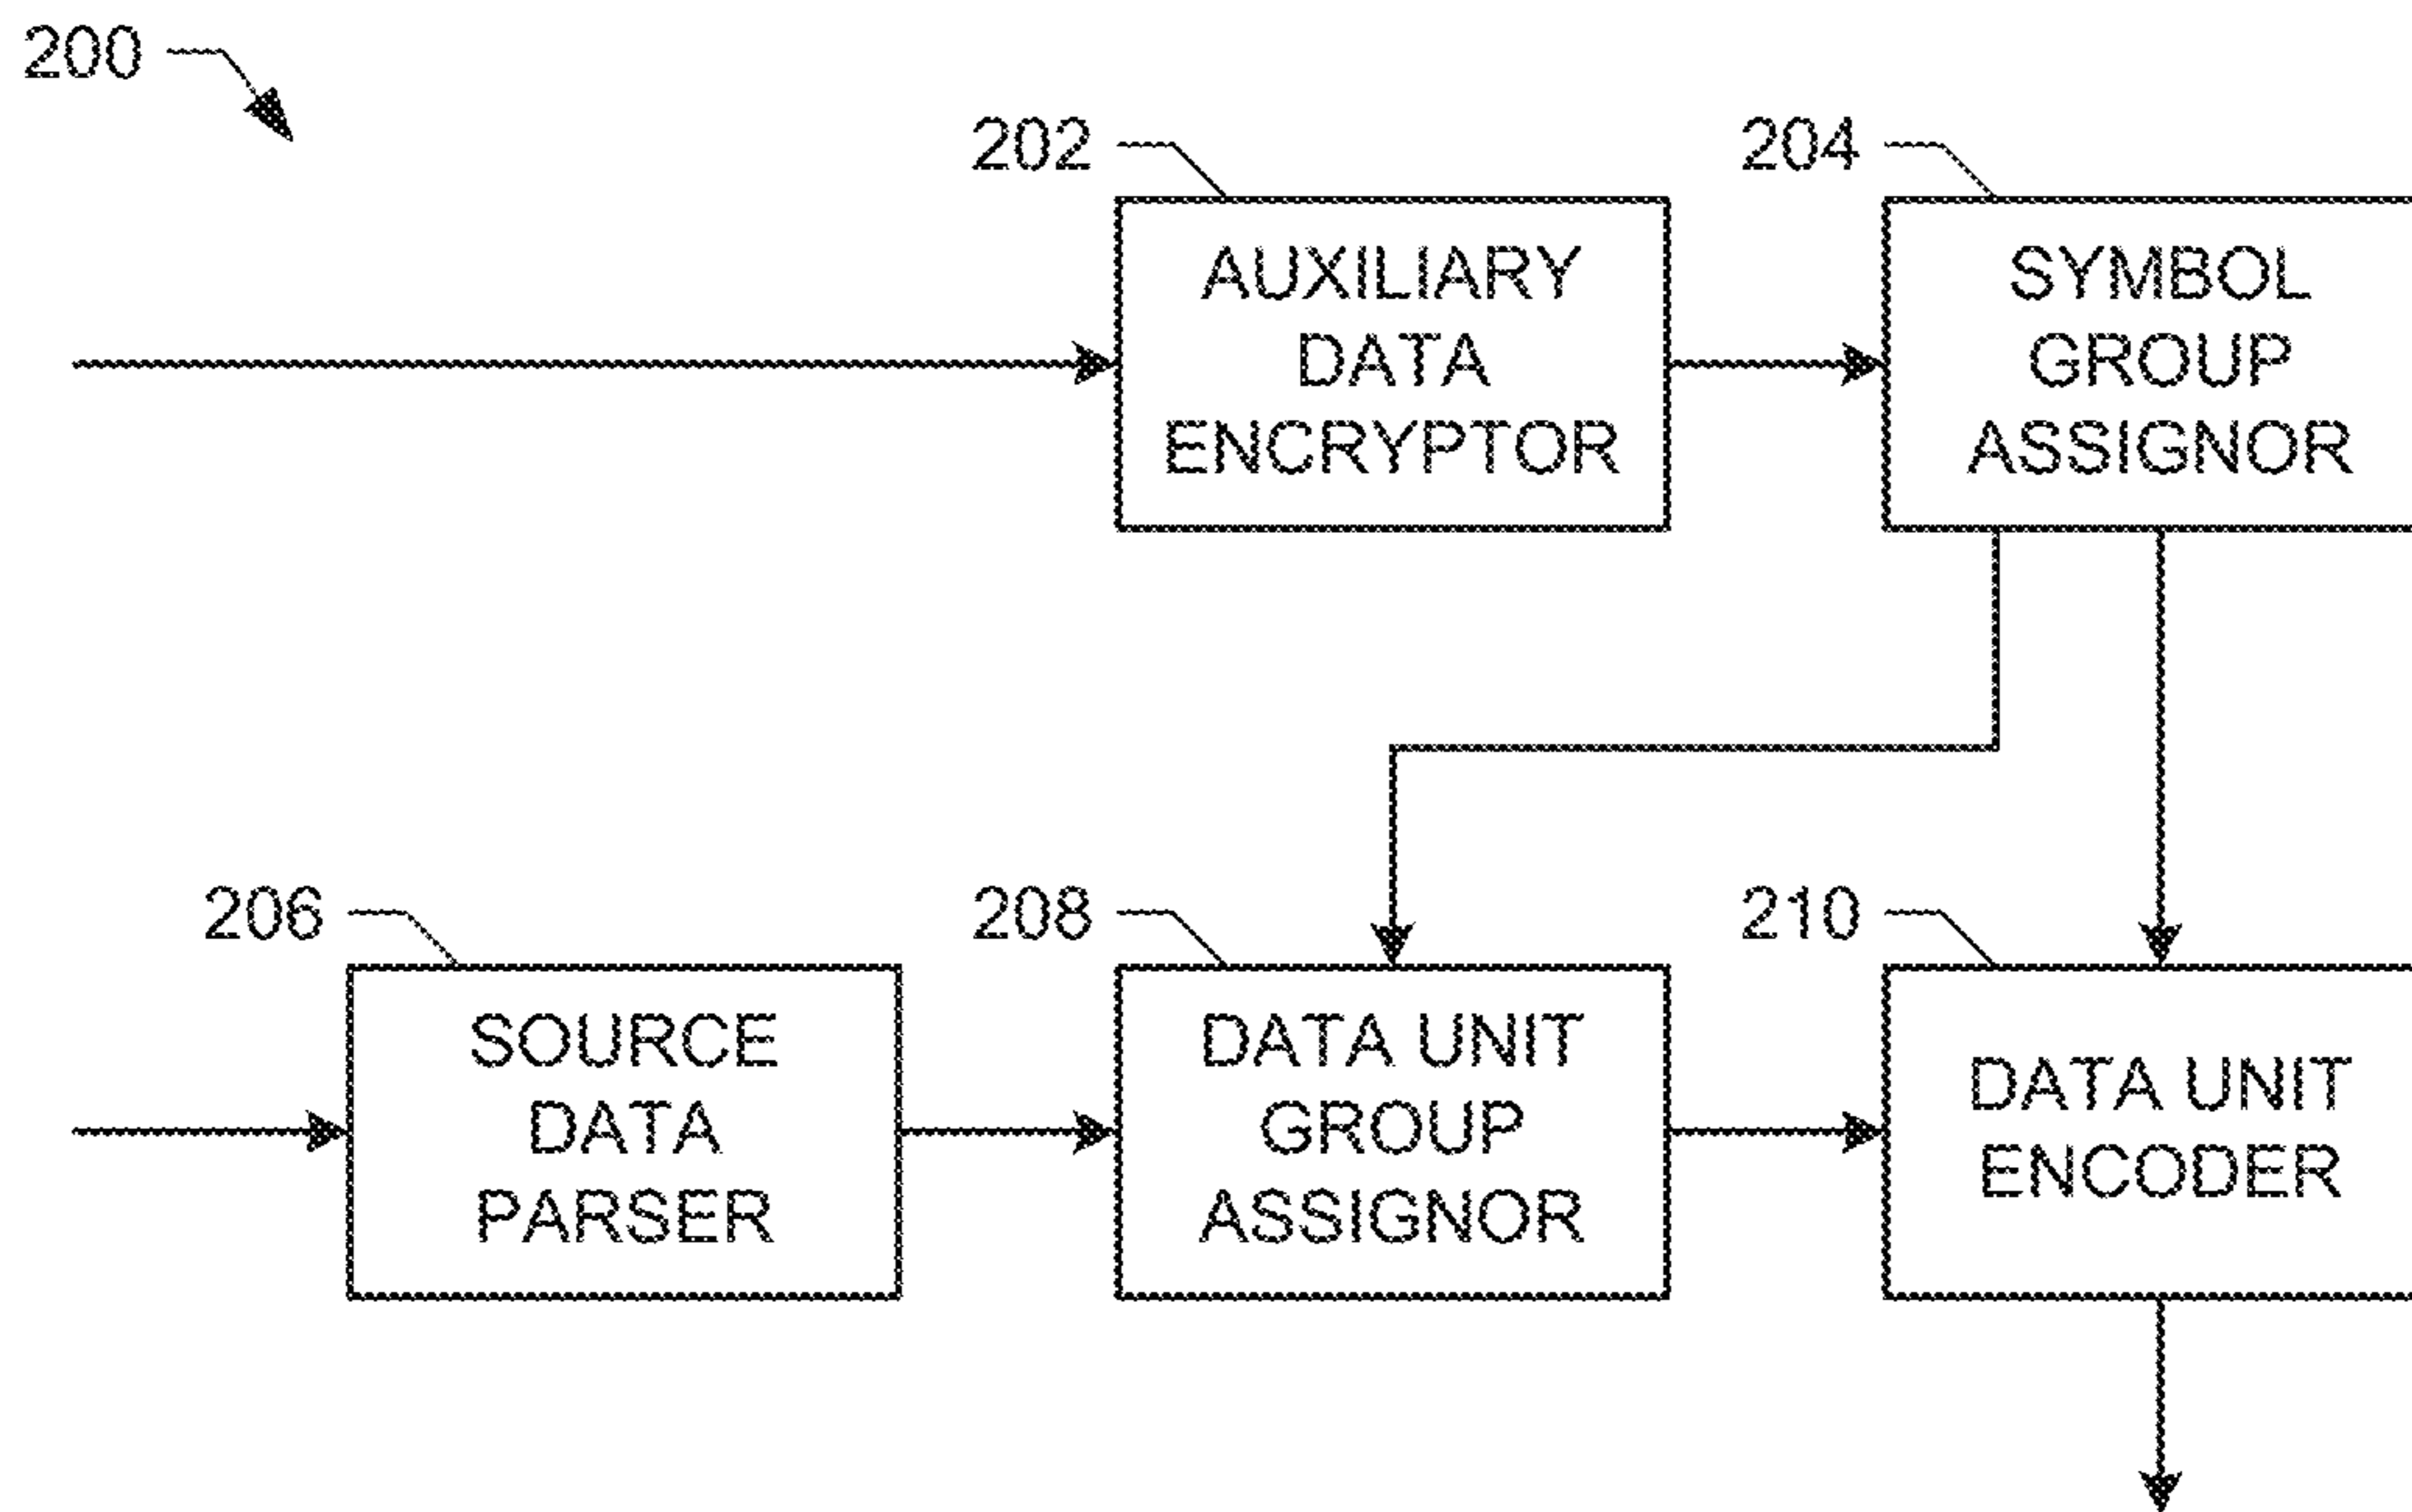 200
202
204
AUXILIARY
DATA
ENCRYPTOR
SYMBOL
GROUP
ASSIGNOR
206
208
210
SOURCE
DATA
PARSER
DATA UNIT
GROUP
ASSIGNOR
DATA UNIT
ENCODER